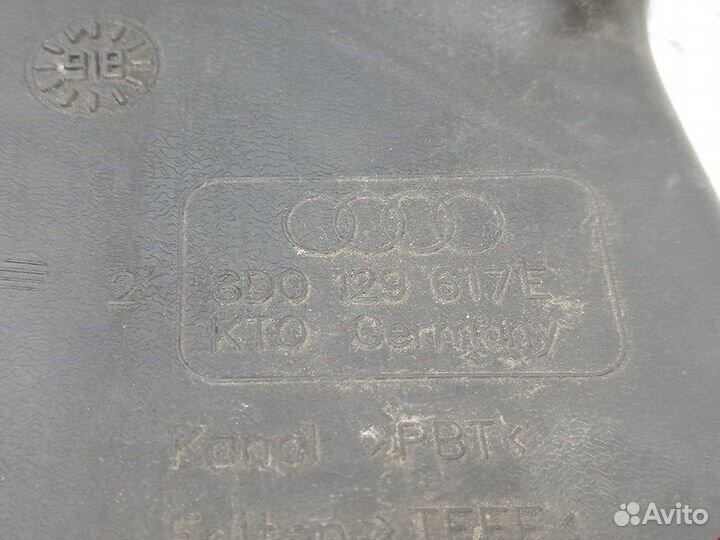 918
2 8D0 129 617/E
KTO Germany
Kanal >PBT<
Avito